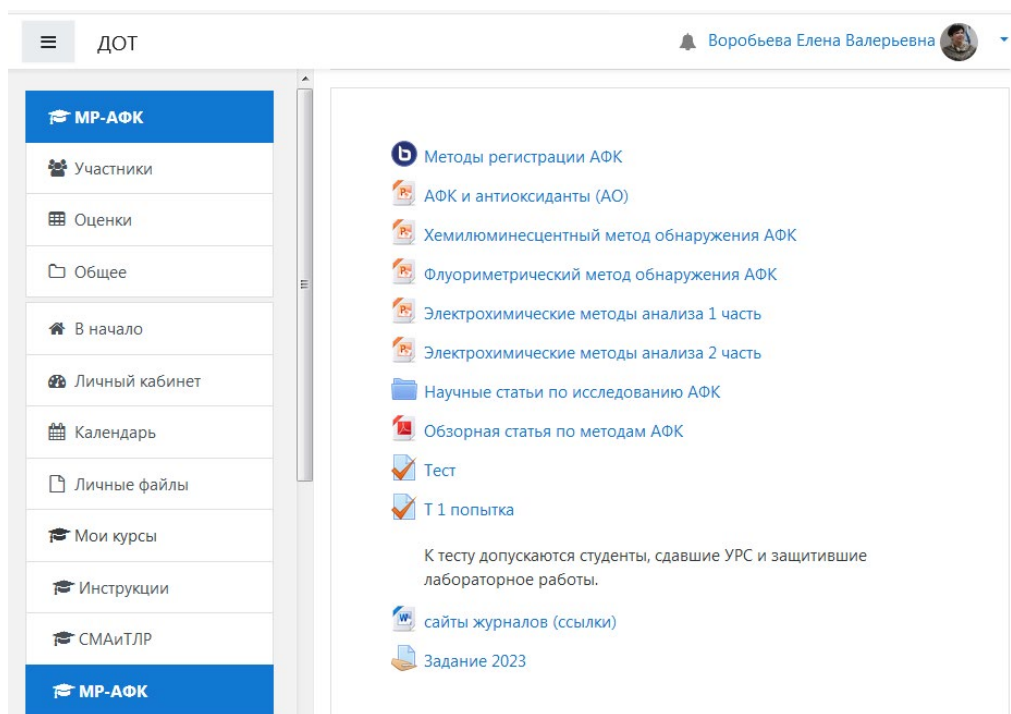 ДОТ
Воробьева Елена Валерьевна
МР-АФК
Участники
Оценки
Общее
В начало
Личный кабинет
Календарь
Личные файлы
Мои курсы
Инструкции
СМАиТЛР
МР-АФК
Методы регистрации АФК
АФК и антиоксиданты (АО)
Хемилюминесцентный метод обнаружения АФК
Флуориметрический метод обнаружения АФК
Электрохимические методы анализа 1 часть
Электрохимические методы анализа 2 часть
Научные статьи по исследованию АФК
Обзорная статья по методам АФК
Тест
Т 1 попытка
К тесту допускаются студенты, сдавшие УРС и защитившие
лабораторное работы.
сайты журналов (ссылки)
Задание 2023